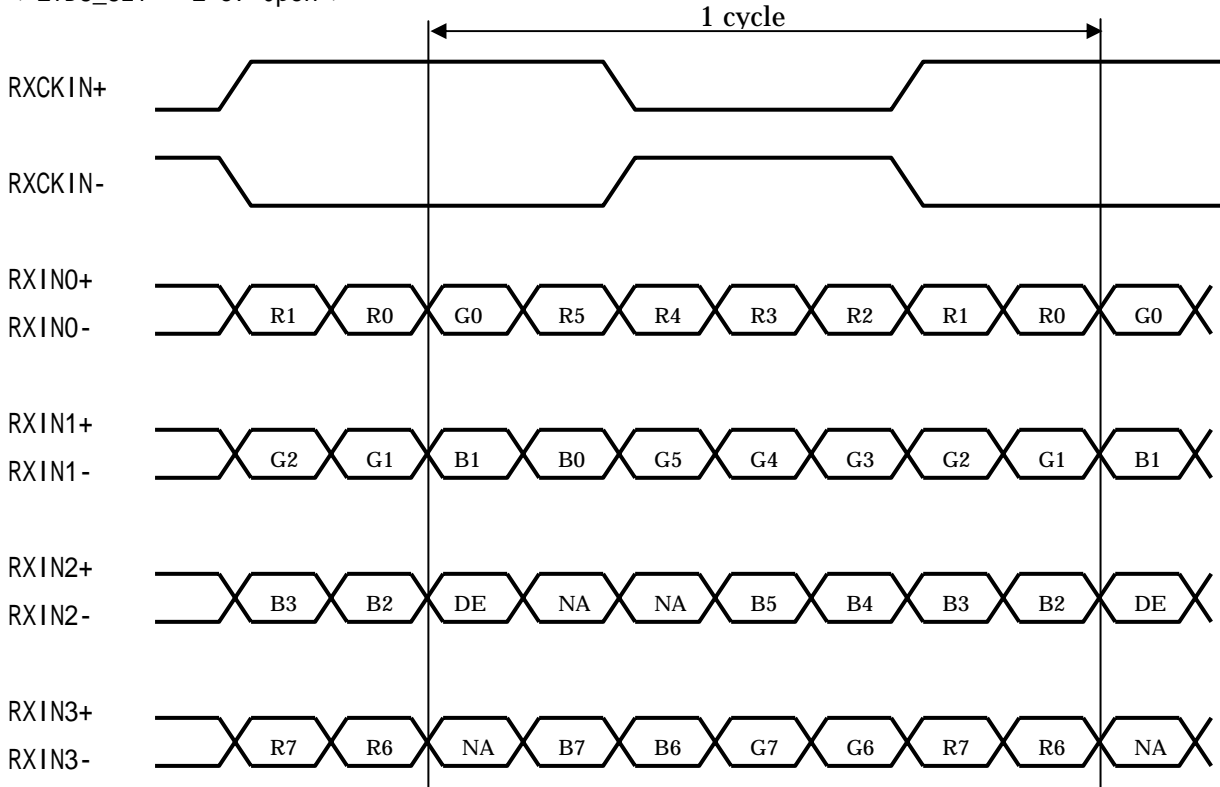 1 cycle
RXCKIN+
RXCKIN-
RXIN0+
RXIN0-
R1 R0 G0 R5 R4 R3 R2 R1 R0 G0
RXIN1+
RXIN1-
G2 G1 B1 B0 G5 G4 G3 G2 G1 B1
RXIN2+
RXIN2-
B3 B2 DE NA NA B5 B4 B3 B2 DE
RXIN3+
RXIN3-
R7 R6 NA B7 B6 G7 G6 R7 R6 NA